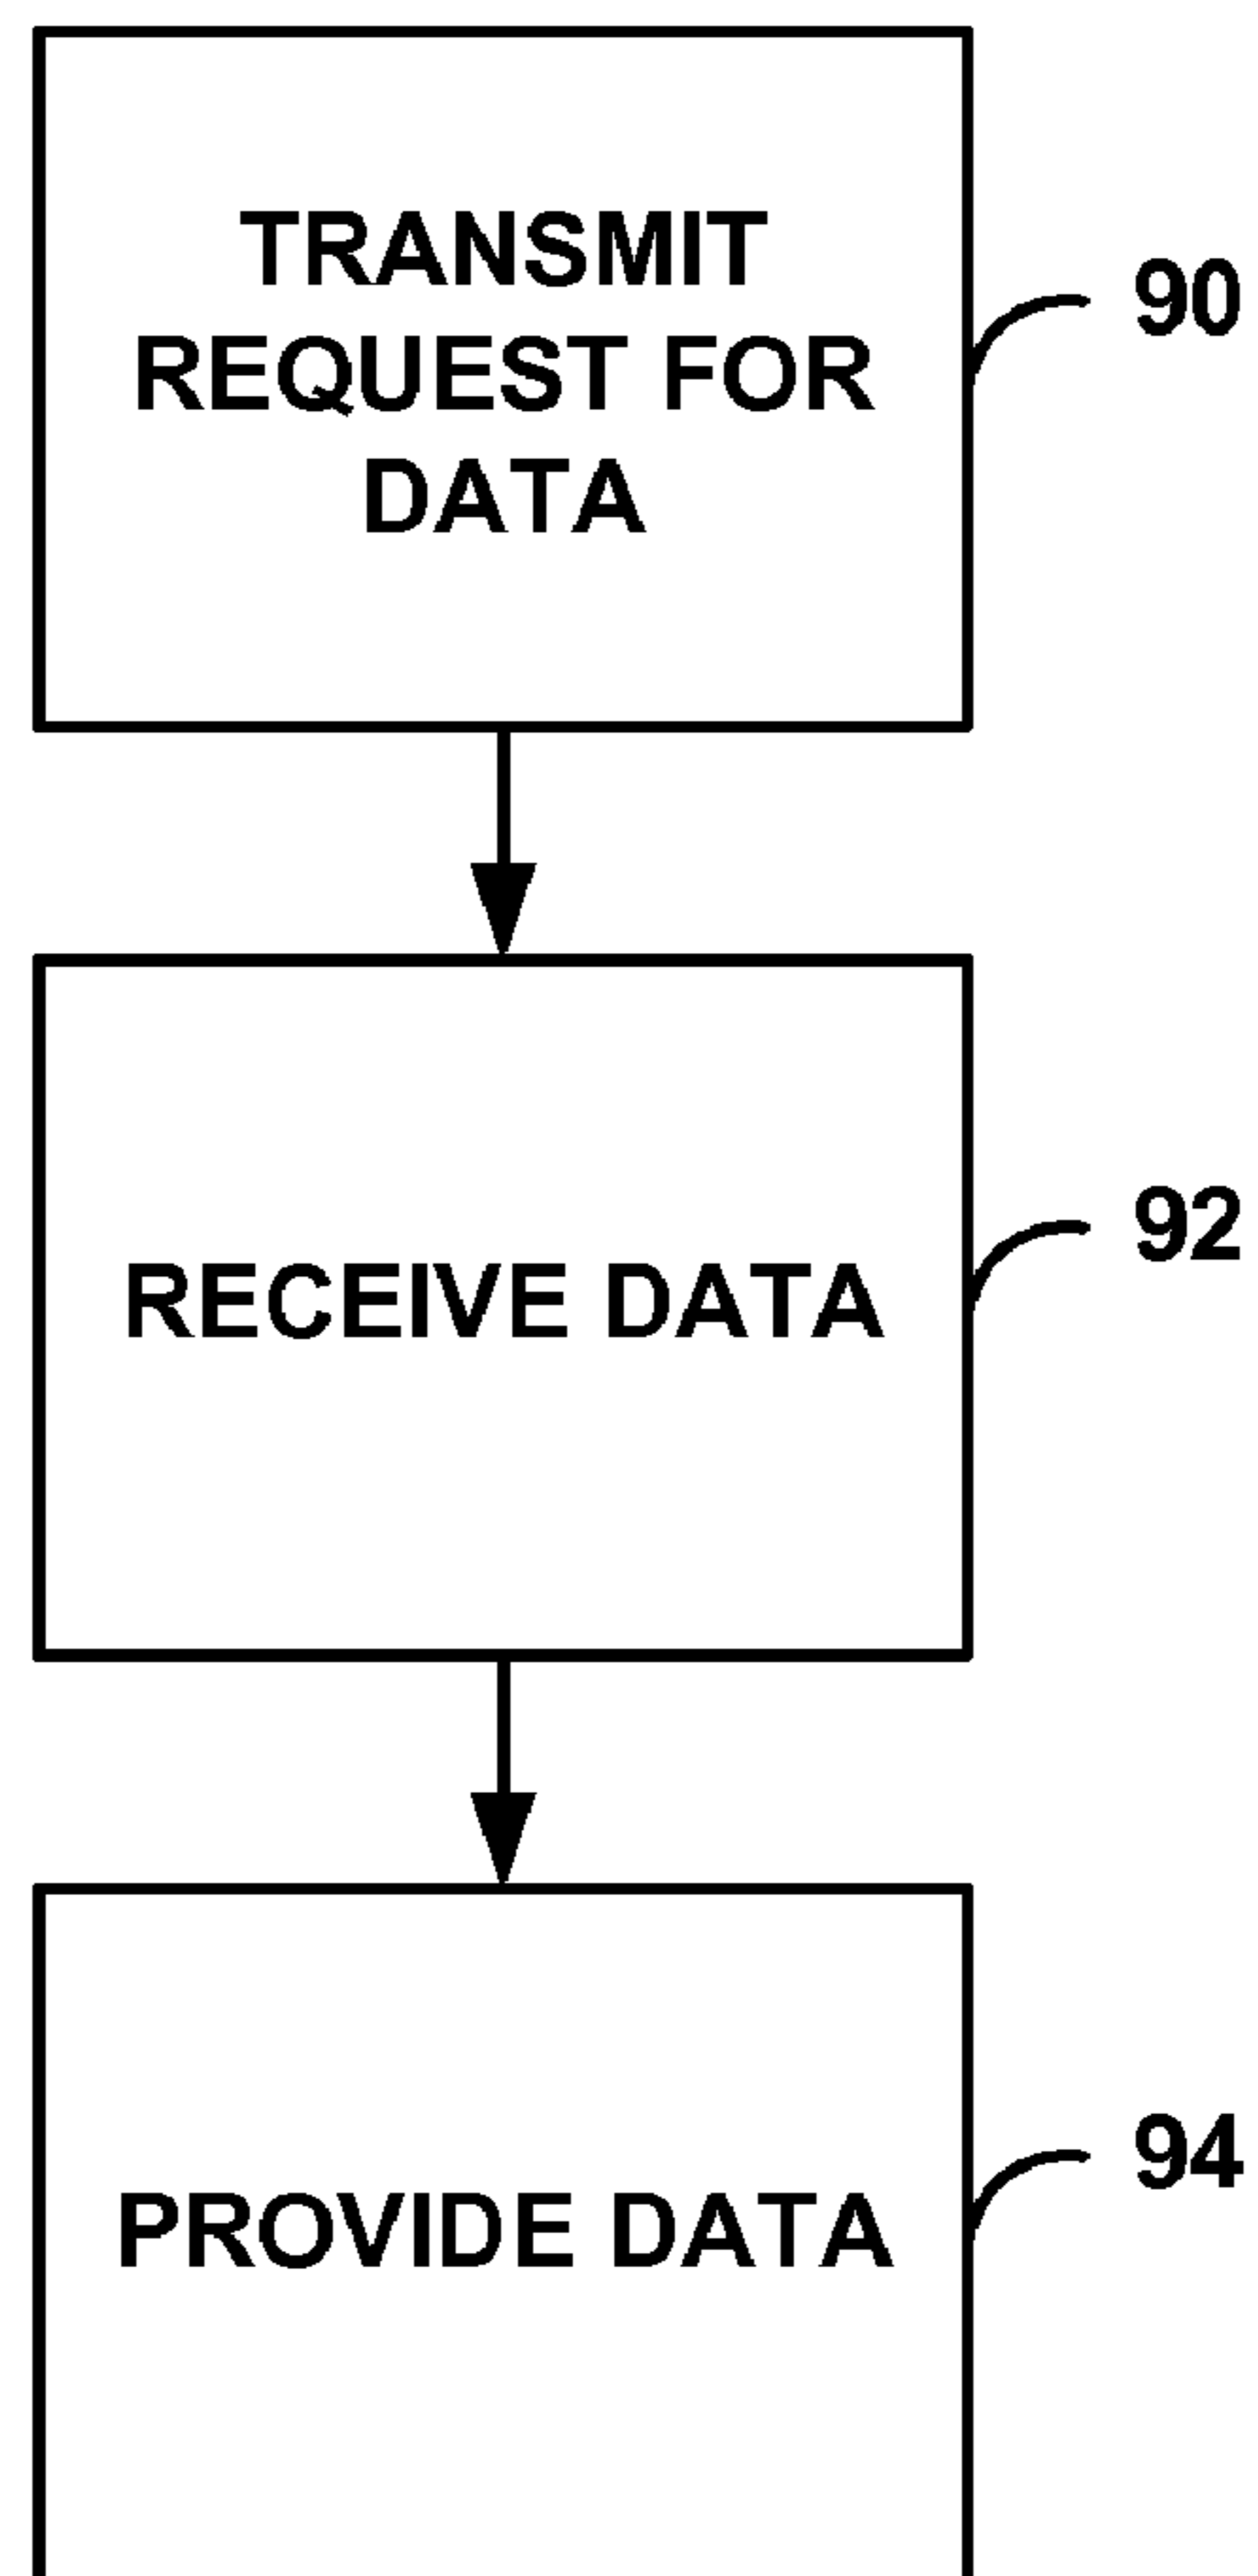 TRANSMIT
REQUEST FOR
DATA
90
RECEIVE DATA
92
PROVIDE DATA
94